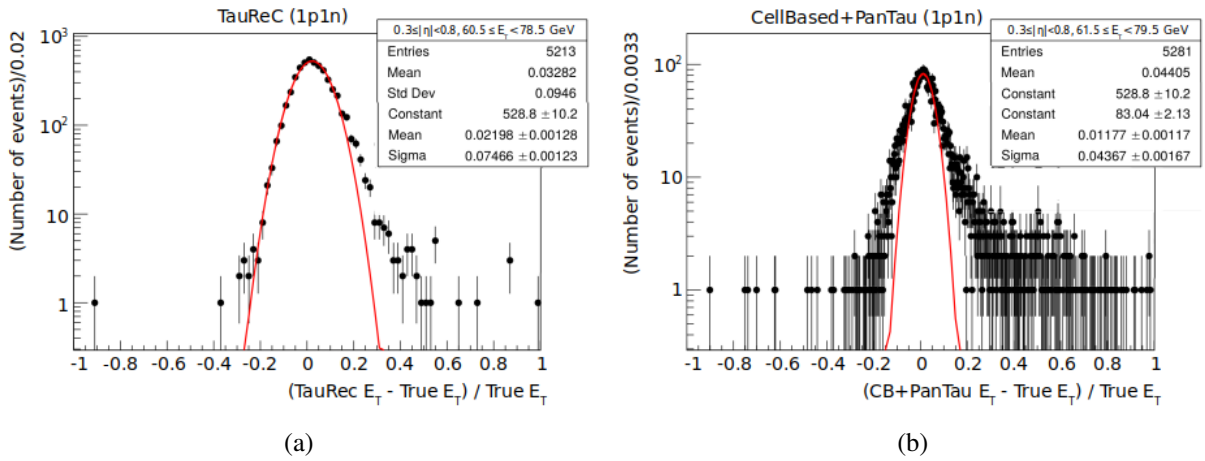 TauReC (1p1n)
0.3≤|η|<0.8, 60.5 ≤ E_T < 78.5 GeV
Entries 5213
Mean 0.03282
Std Dev 0.0946
Constant 528.8 ±10.2
Mean 0.02198 ±0.00128
Sigma 0.07466 ±0.00123
(Number of events)/0.02
10^3
10^2
10
1
-1 -0.8 -0.6 -0.4 -0.2 0 0.2 0.4 0.6 0.8 1
(TauRec E_T - True E_T) / True E_T
(a)
CellBased+PanTau (1p1n)
0.3≤|η|<0.8, 61.5 ≤ E_T < 79.5 GeV
Entries 5281
Mean 0.04405
Constant 528.8 ±10.2
Constant 83.04 ±2.13
Mean 0.01177 ±0.00117
Sigma 0.04367 ±0.00167
(Number of events)/0.0033
10^2
10
1
-1 -0.8 -0.6 -0.4 -0.2 0 0.2 0.4 0.6 0.8 1
(CB+PanTau E_T - True E_T) / True E_T
(b)